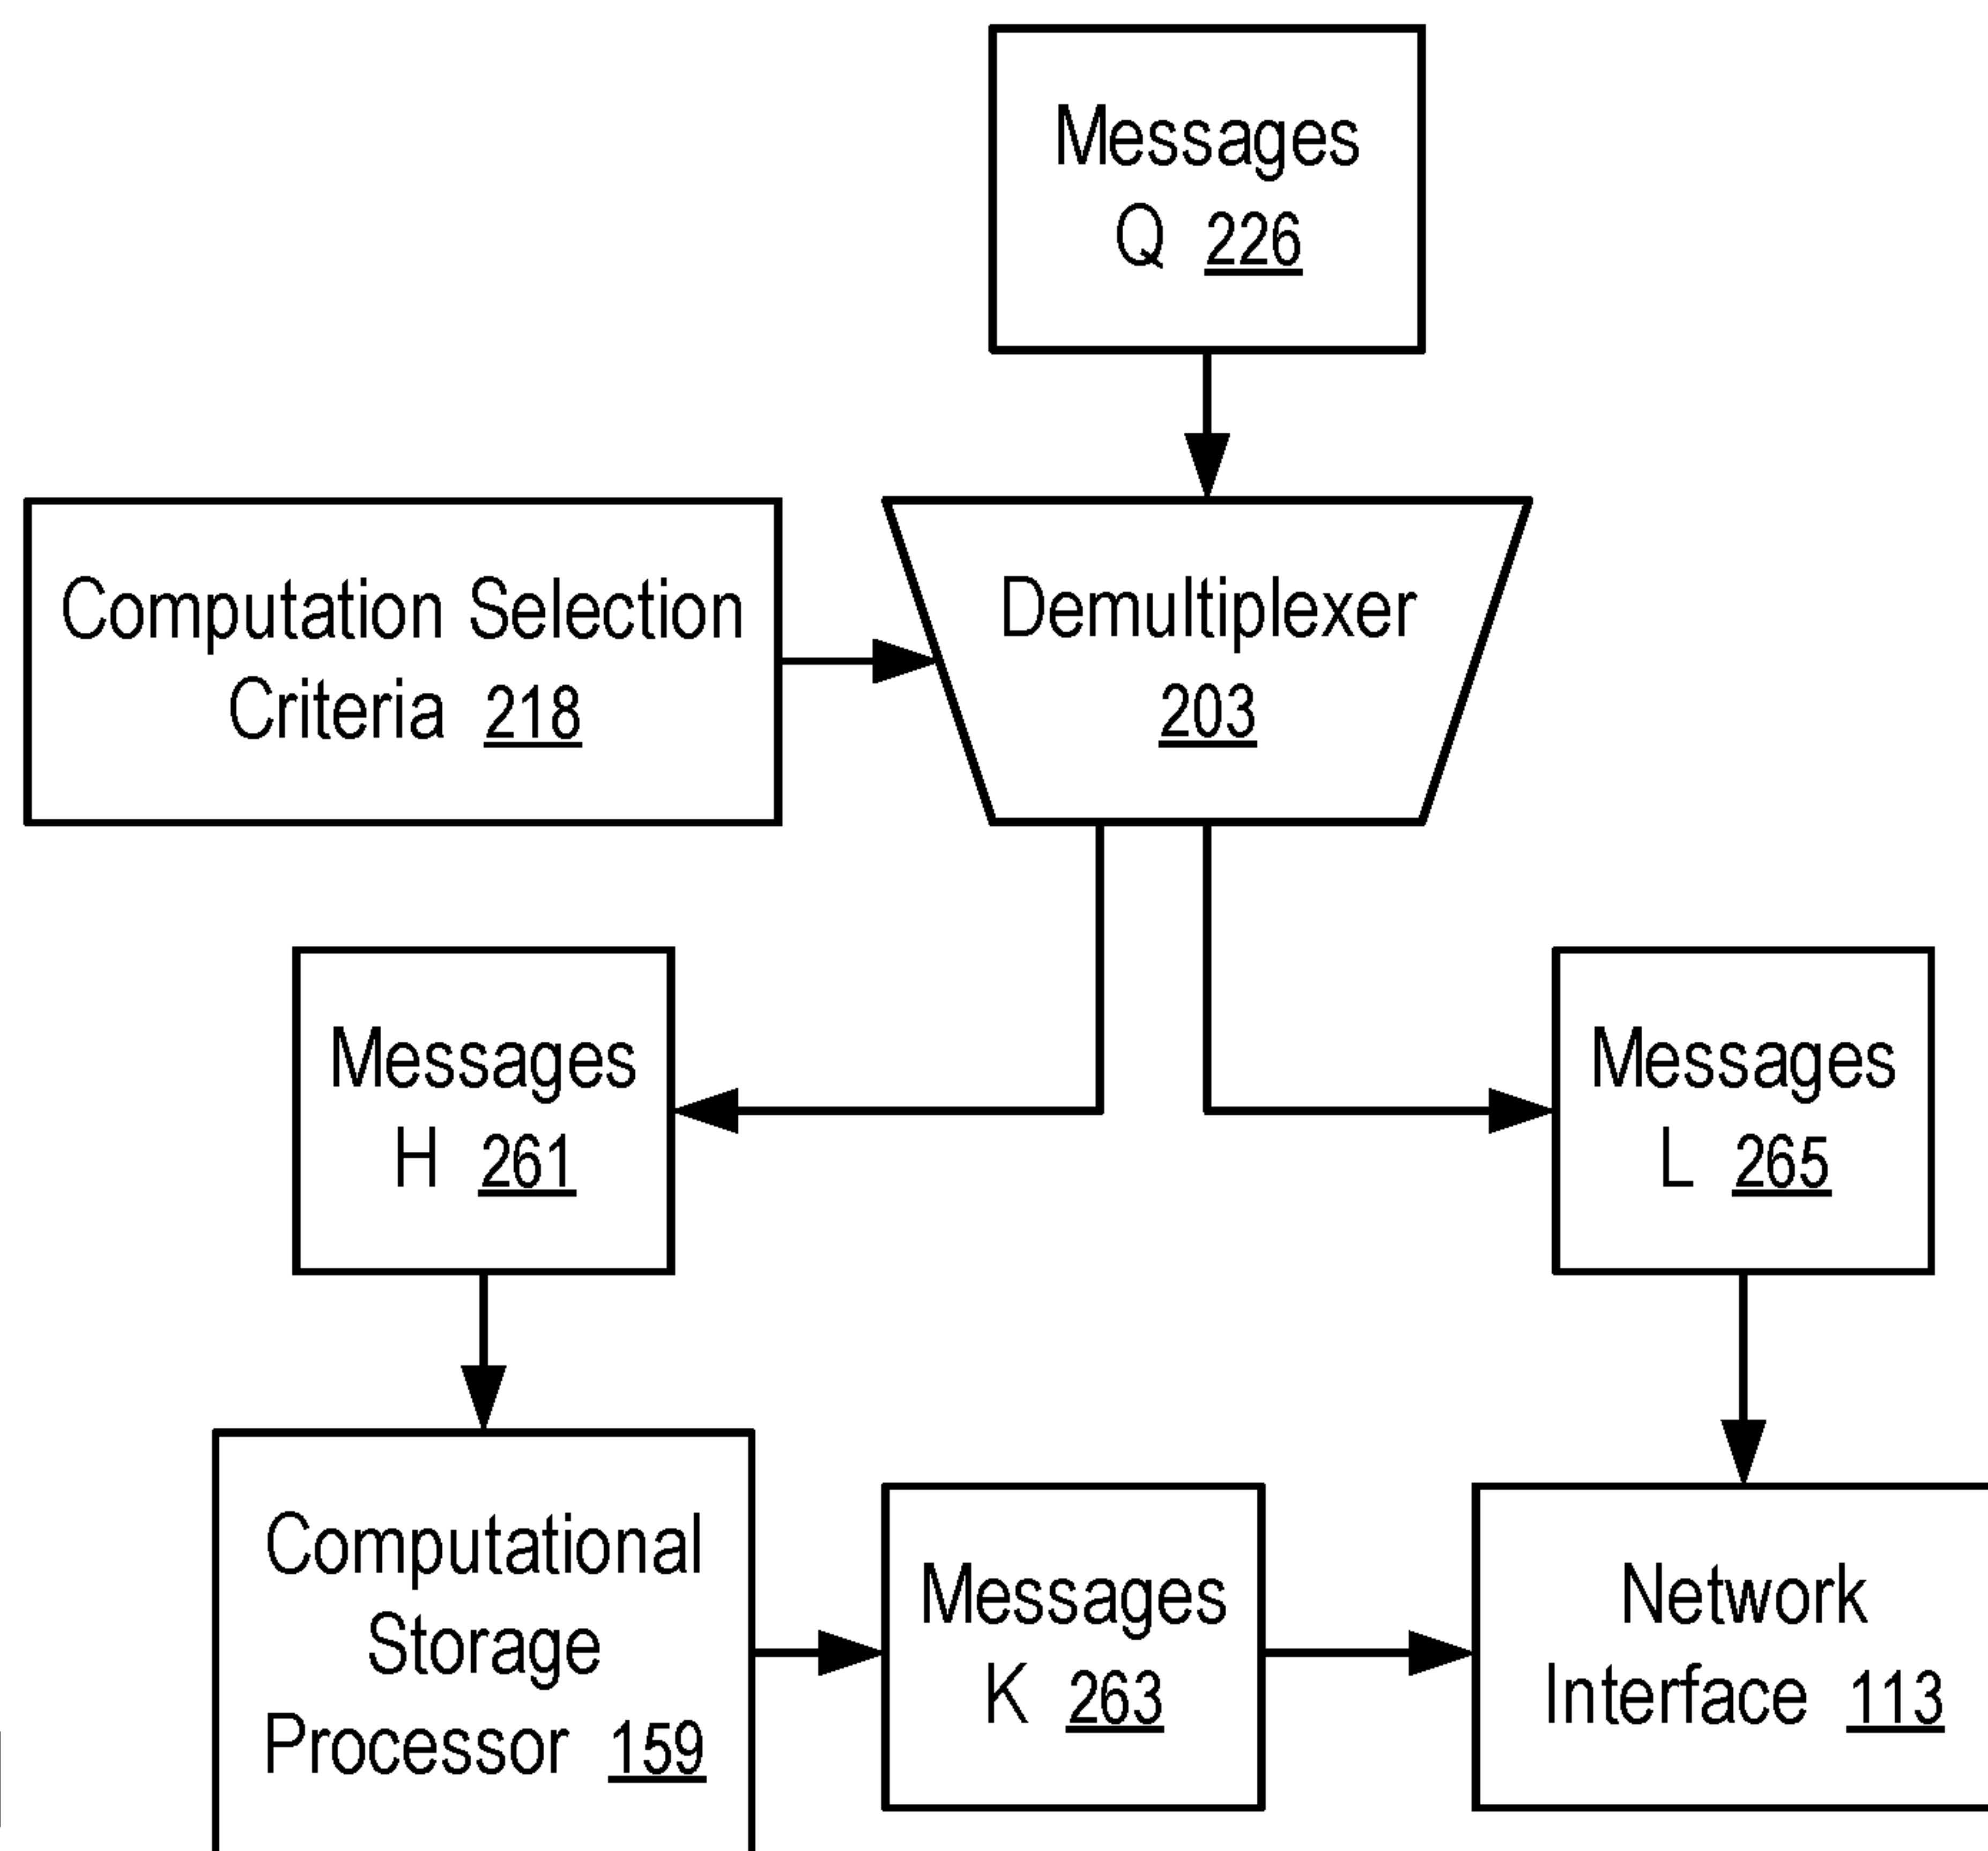 Messages
Q 226
Computation Selection
Criteria 218
Demultiplexer
203
Messages
H 261
Messages
L 265
Computational
Storage
Processor 159
Messages
K 263
Network
Interface 113